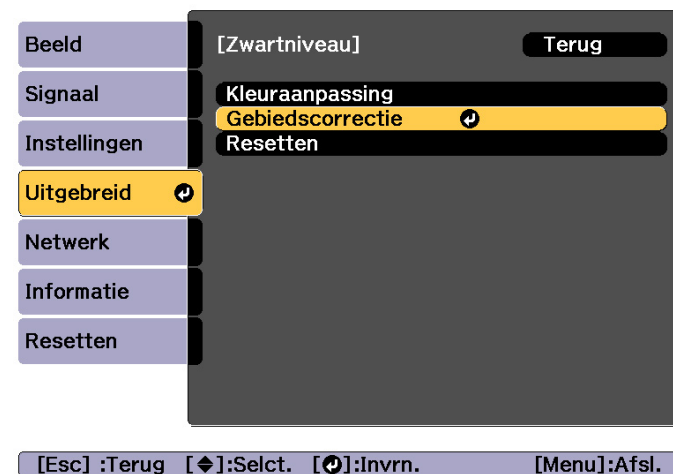 Beeld
Signaal
Instellingen
Uitgebreid
Netwerk
Informatie
Resetten
[Zwartniveau] Terug
Kleuraanpassing
Gebiedscorrectie
Resetten
[Esc] :Terug [◆]:Selct. [↵]:Invrn. [Menu]:Afsl.